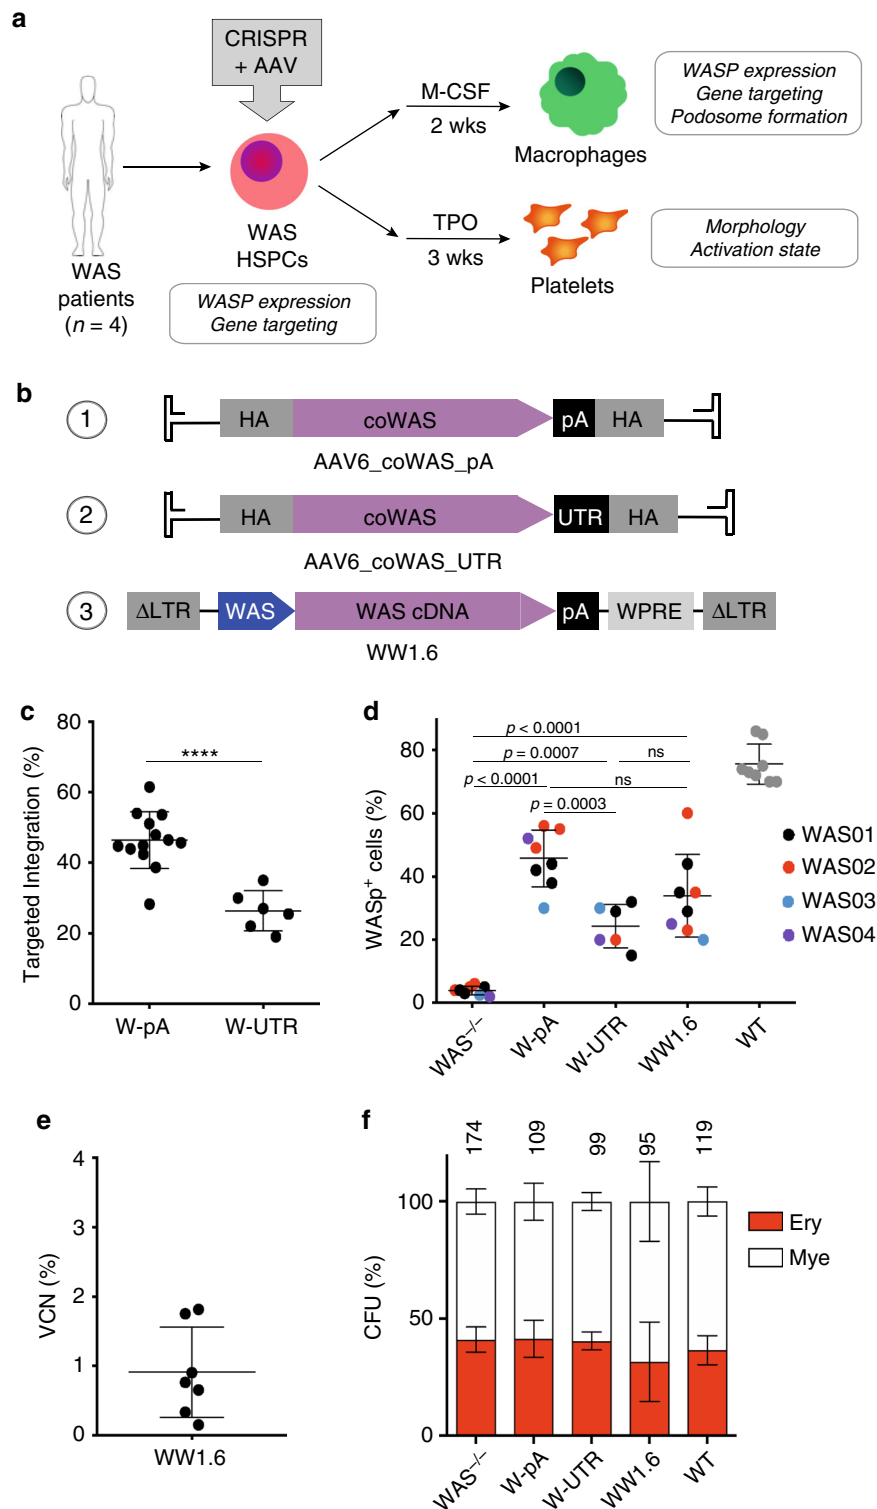 a
CRISPR
+ AAV
WAS
patients
(n = 4)
WAS
HSPCs
WASP expression
Gene targeting
M-CSF
2 wks
Macrophages
WASP expression
Gene targeting
Podosome formation
TPO
3 wks
Platelets
Morphology
Activation state
b
1
HA
coWAS
pA
HA
AAV6_coWAS_pA
2
HA
coWAS
UTR
HA
AAV6_coWAS_UTR
3
ΔLTR
WAS
WAS cDNA
pA
WPRE
ΔLTR
WW1.6
c
Targeted Integration (%)
80
60
40
20
0
****
W-pA
W-UTR
d
WASp⁺ cells (%)
80
60
40
20
0
p < 0.0001
p = 0.0007
ns
p < 0.0001
ns
p = 0.0003
WAS⁻/⁻
W-pA
W-UTR
WW1.6
WT
WAS01
WAS02
WAS03
WAS04
e
VCN (%)
4
3
2
1
0
WW1.6
f
CFU (%)
100
50
0
174
109
99
95
119
WAS⁻/⁻
W-pA
W-UTR
WW1.6
WT
Ery
Mye